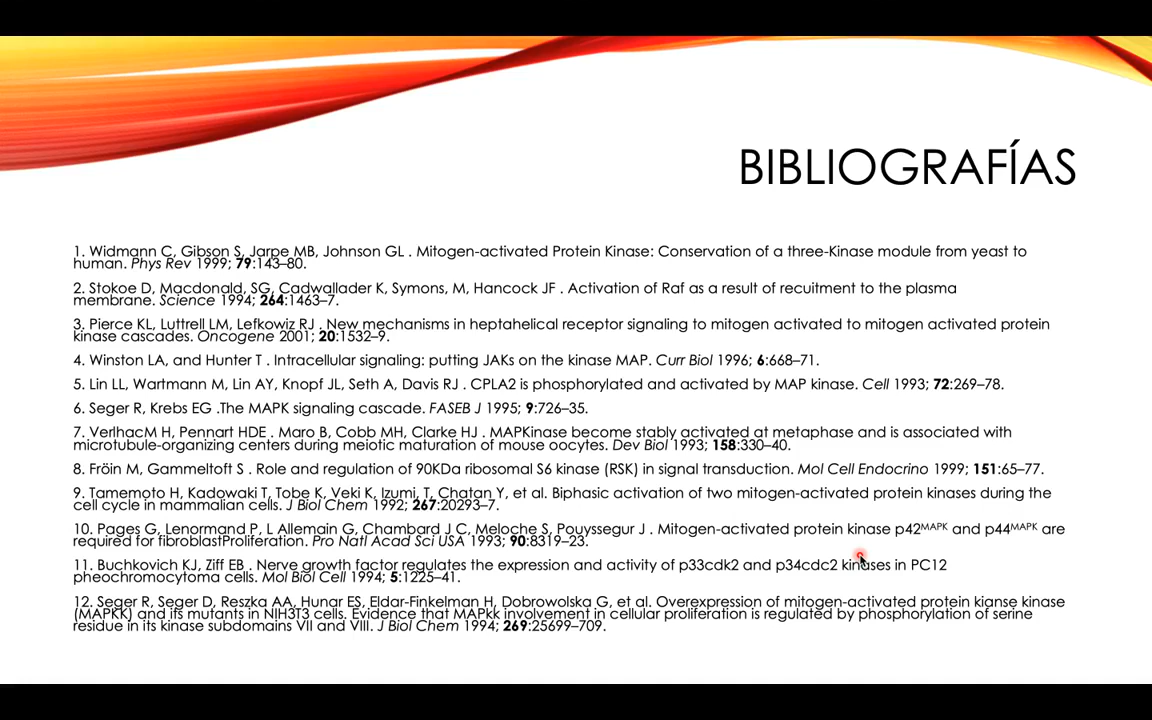 BIBLIOGRAFÍAS
1. Widmann C, Gibson S, Jarpe MB, Johnson GL . Mitogen-activated Protein Kinase: Conservation of a three-Kinase module from yeast to
human. Phys Rev 1999; 79:143–80.
2. Stokoe D, Macdonald, SG, Cadwallader K, Symons, M, Hancock JF . Activation of Raf as a result of recuitment to the plasma
membrane. Science 1994; 264:1463–7.
3. Pierce KL, Luttrell LM, Lefkowiz RJ . New mechanisms in heptahelical receptor signaling to mitogen activated to mitogen activated protein
kinase cascades. Oncogene 2001; 20:1532–9.
4. Winston LA, and Hunter T . Intracellular signaling: putting JAKs on the kinase MAP. Curr Biol 1996; 6:668–71.
5. Lin LL, Wartmann M, Lin AY, Knopf JL, Seth A, Davis RJ . CPLA2 is phosphorylated and activated by MAP kinase. Cell 1993; 72:269–78.
6. Seger R, Krebs EG .The MAPK signaling cascade. FASEB J 1995; 9:726–35.
7. VerlhacM H, Pennart HDE . Maro B, Cobb MH, Clarke HJ . MAPKinase become stably activated at metaphase and is associated with
microtubule-organizing centers during meiotic maturation of mouse oocytes. Dev Biol 1993; 158:330–40.
8. Fröin M, Gammeltoft S . Role and regulation of 90KDa ribosomal S6 kinase (RSK) in signal transduction. Mol Cell Endocrino 1999; 151:65–77.
9. Tamemoto H, Kadowaki T, Tobe K, Veki K, Izumi, T, Chatan Y, et al. Biphasic activation of two mitogen-activated protein kinases during the
cell cycle in mammalian cells. J Biol Chem 1992; 267:20293–7.
10. Pages G, Lenormand P, L Allemain G, Chambard J C, Meloche S, Pouyssegur J . Mitogen-activated protein kinase p42MAPK and p44MAPK are
required for fibroblastProliferation. Pro Natl Acad Sci USA 1993; 90:8319–23.
11. Buchkovich KJ, Ziff EB . Nerve growth factor regulates the expression and activity of p33cdk2 and p34cdc2 kinases in PC12
pheochromocytoma cells. Mol Biol Cell 1994; 5:1225–41.
12. Seger R, Seger D, Reszka AA, Hunar ES, Eldar-Finkelman H, Dobrowolska G, et al. Overexpression of mitogen-activated protein kianse kinase
(MAPKK) and its mutants in NIH3T3 cells. Evidence that MAPKk involvement in cellular proliferation is regulated by phosphorylation of serine
residue in its kinase subdomains VII and VIII. J Biol Chem 1994; 269:25699–709.